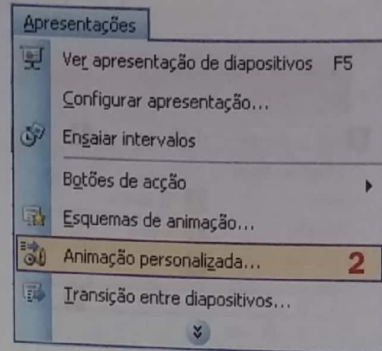 Apresentações
Ver apresentação de diapositivos F5
Configurar apresentação...
Ensaiar intervalos
Botões de acção
Esquemas de animação...
Animação personalizada... 2
Transição entre diapositivos...